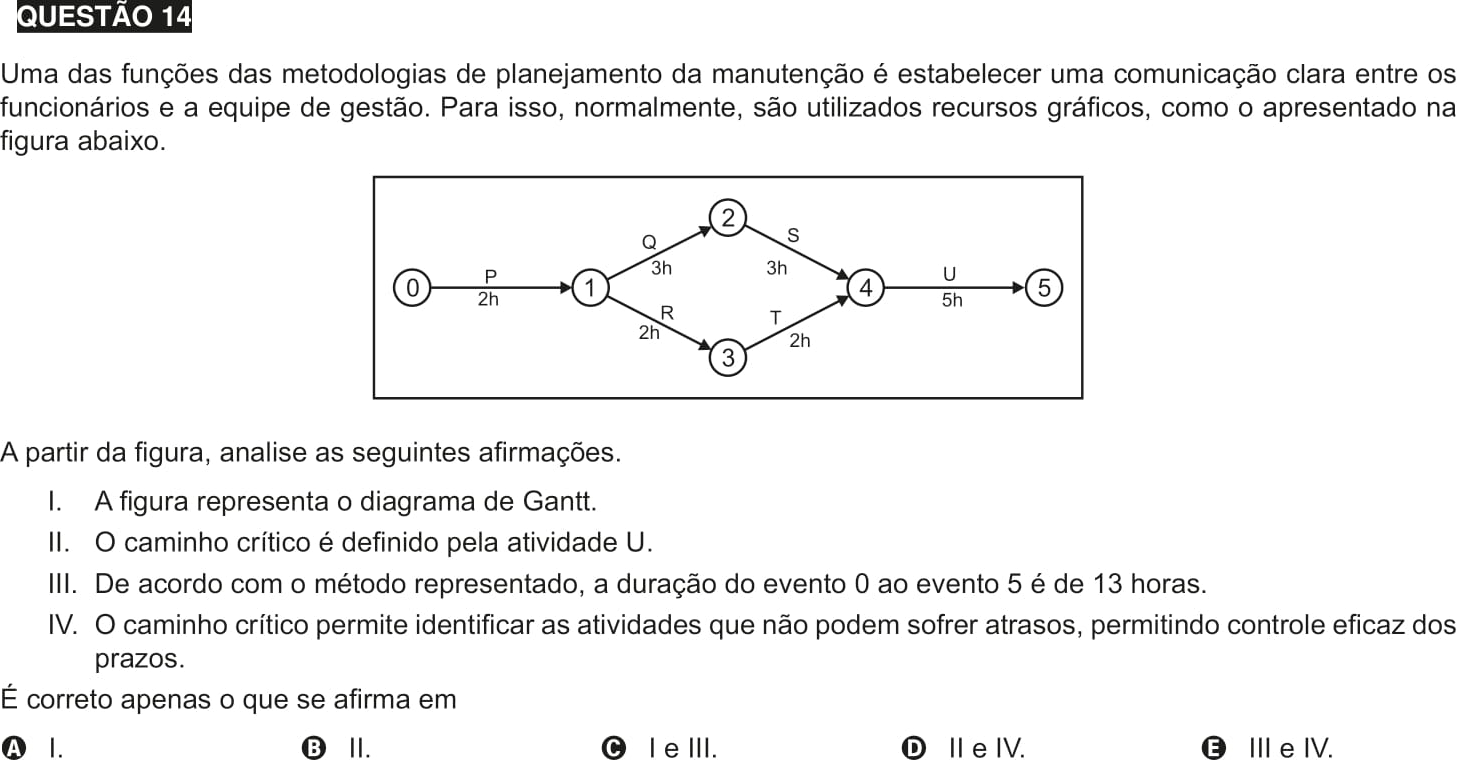 QUESTÃO 14
Uma das funções das metodologias de planejamento da manutenção é estabelecer uma comunicação clara entre os
funcionários e a equipe de gestão. Para isso, normalmente, são utilizados recursos gráficos, como o apresentado na
figura abaixo.
2
Q
S
3h
3h
0
P
2h
1
4
U
5h
5
R
2h
T
2h
3
A partir da figura, analise as seguintes afirmações.
I. A figura representa o diagrama de Gantt.
II. O caminho crítico é definido pela atividade U.
III. De acordo com o método representado, a duração do evento 0 ao evento 5 é de 13 horas.
IV. O caminho crítico permite identificar as atividades que não podem sofrer atrasos, permitindo controle eficaz dos
prazos.
É correto apenas o que se afirma em
A I. B II. C I e III. D II e IV. E III e IV.